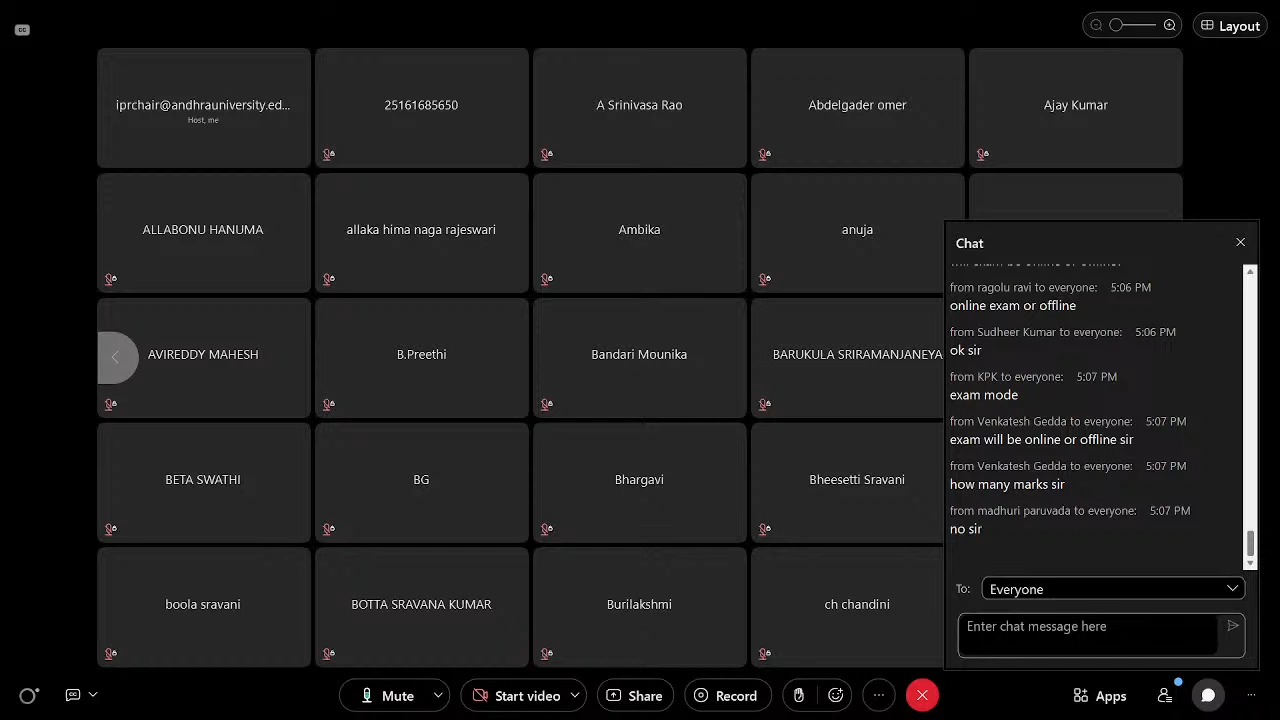 CC
Layout
iprchair@andhrauniversity.ed...
Host, me
25161685650
A Srinivasa Rao
Abdelgader omer
Ajay Kumar
ALLABONU HANUMA
allaka hima naga rajeswari
Ambika
anuja
AVIREDDY MAHESH
B.Preethi
Bandari Mounika
BARUKULA SRIRAMANJANEYA
BETA SWATHI
BG
Bhargavi
Bheesetti Sravani
boola sravani
BOTTA SRAVANA KUMAR
Burilakshmi
ch chandini
Chat
from ragolu ravi to everyone: 5:06 PM
online exam or offline
from Sudheer Kumar to everyone: 5:06 PM
ok sir
from KPK to everyone: 5:07 PM
exam mode
from Venkatesh Gedda to everyone: 5:07 PM
exam will be online or offline sir
from Venkatesh Gedda to everyone: 5:07 PM
how many marks sir
from madhuri paruvada to everyone: 5:07 PM
no sir
To: Everyone
Enter chat message here
Mute
Start video
Share
Record
Apps